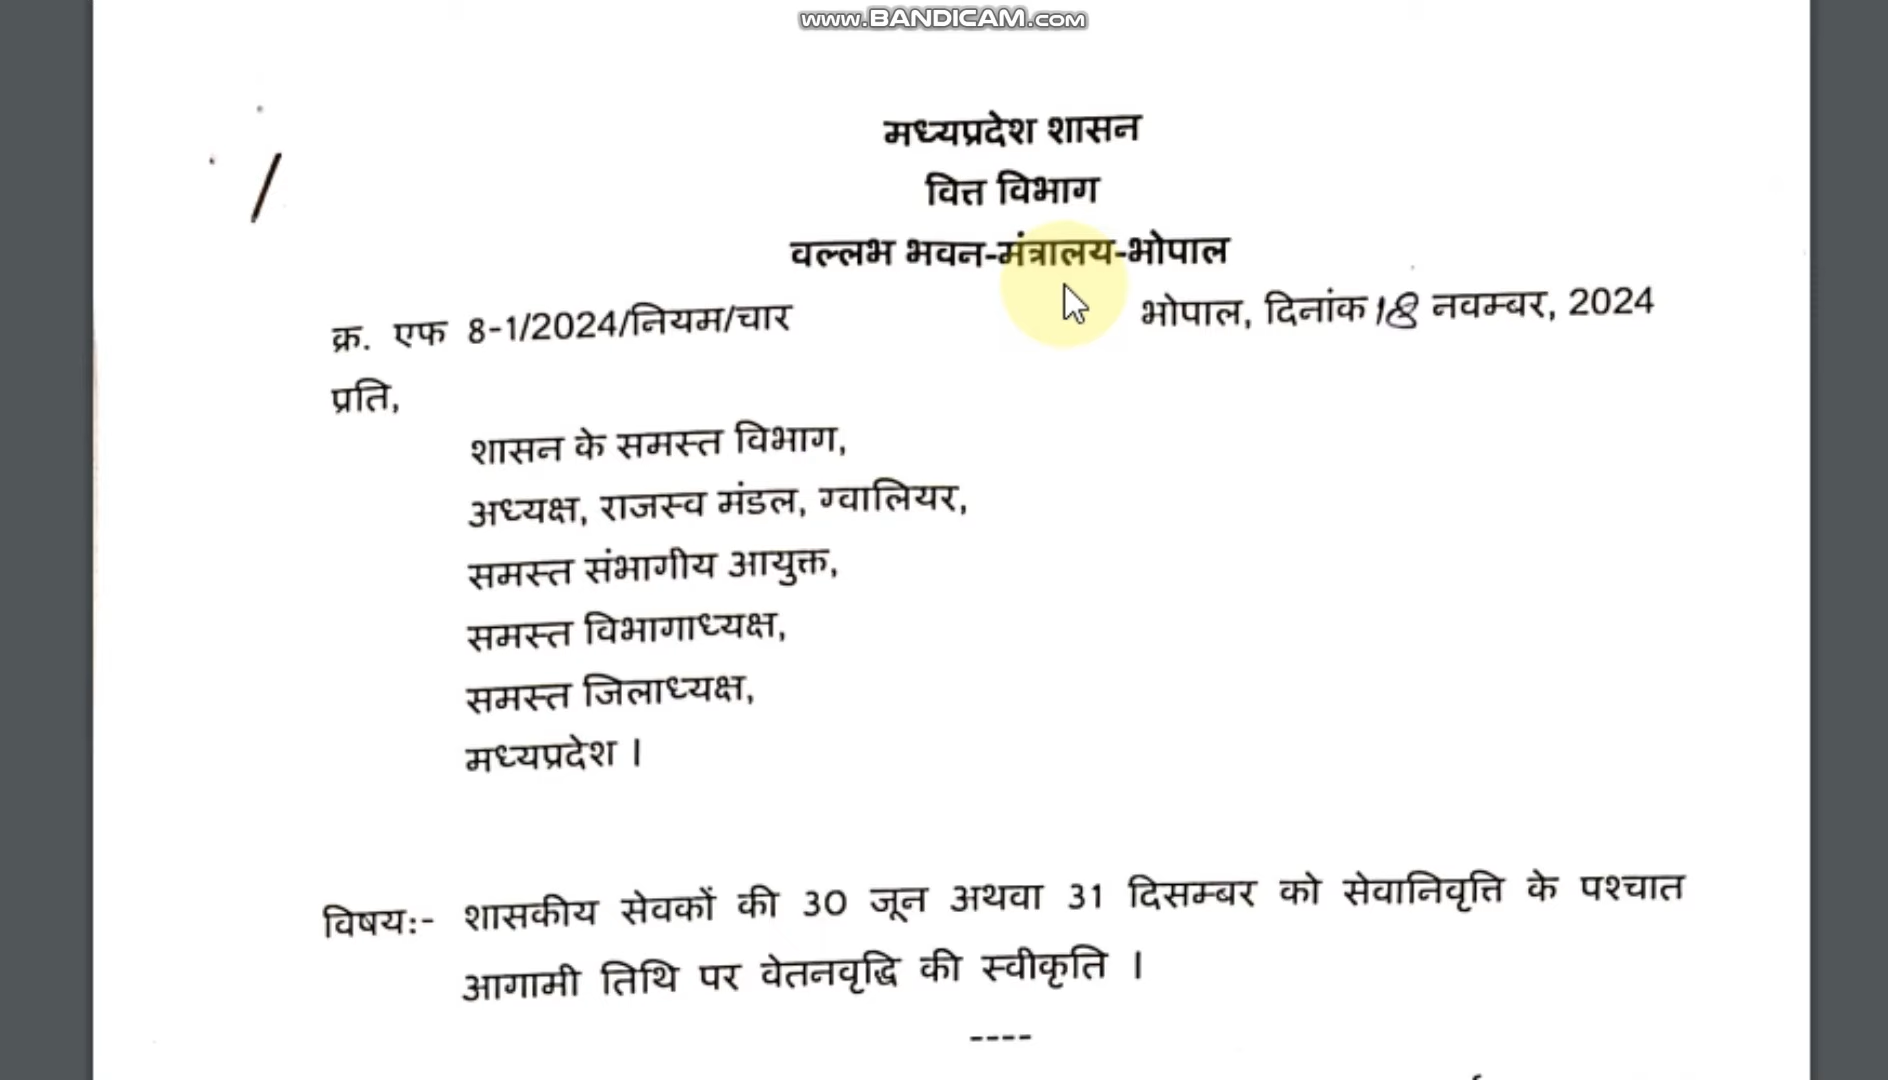 www.BANDICAM.com
मध्यप्रदेश शासन
वित्त विभाग
वल्लभ भवन-मंत्रालय-भोपाल
क्र. एफ 8-1/2024/नियम/चार भोपाल, दिनांक 18 नवम्बर, 2024
प्रति,
शासन के समस्त विभाग,
अध्यक्ष, राजस्व मंडल, ग्वालियर,
समस्त संभागीय आयुक्त,
समस्त विभागाध्यक्ष,
समस्त जिलाध्यक्ष,
मध्यप्रदेश ।
विषय:- शासकीय सेवकों की 30 जून अथवा 31 दिसम्बर को सेवानिवृत्ति के पश्चात
आगामी तिथि पर वेतनवृद्धि की स्वीकृति ।
----